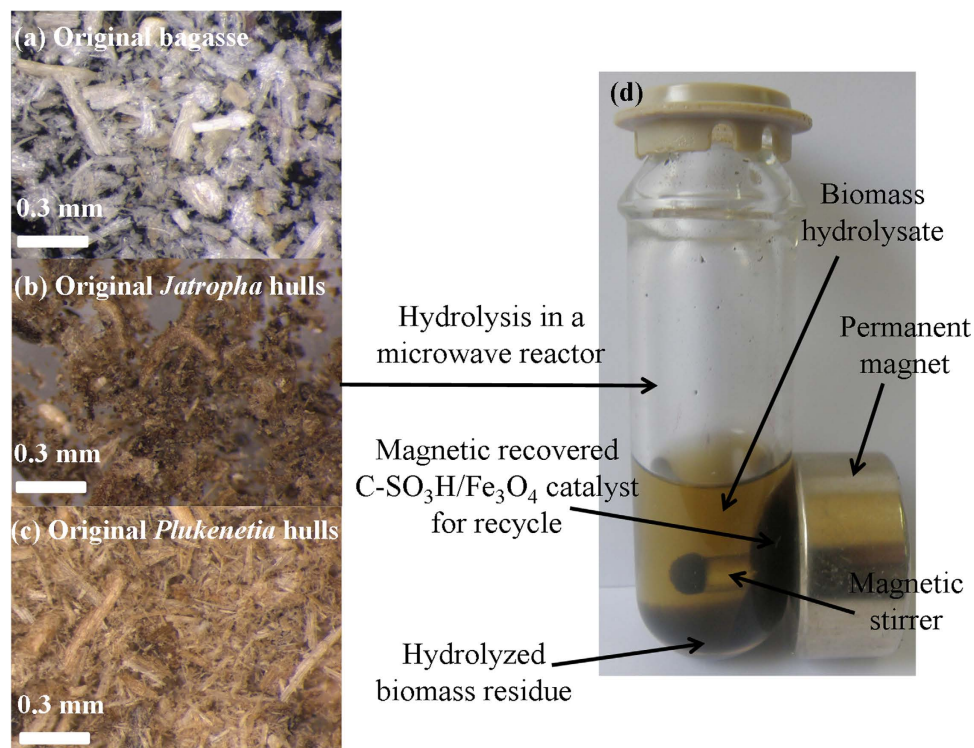 (a) Original bagasse
0.3 mm
(b) Original Jatropha hulls
0.3 mm
(c) Original Plukenetia hulls
0.3 mm
(d)
Biomass
hydrolysate
Hydrolysis in a
microwave reactor
Permanent
magnet
Magnetic recovered
C-SO₃H/Fe₃O₄ catalyst
for recycle
Magnetic
stirrer
Hydrolyzed
biomass residue